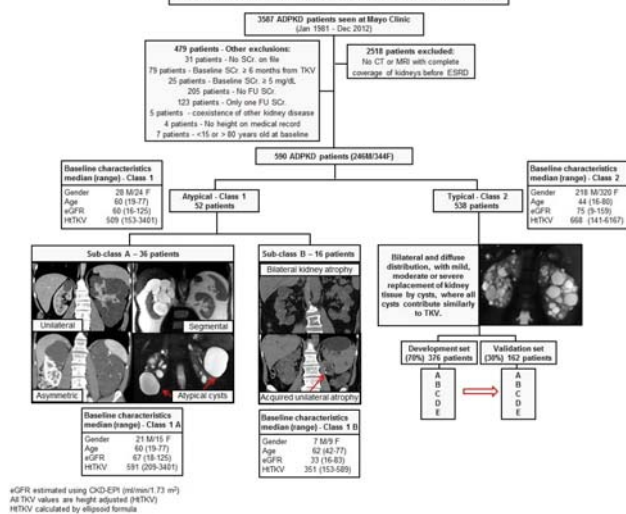 3587 ADPKD patients seen at Mayo Clinic
(Jan 1981 - Dec 2012)
479 patients - Other exclusions:
31 patients - No SCr. on file
79 patients - Baseline SCr. ≥ 6 months from TKV
25 patients - Baseline SCr. ≥ 5 mg/dL
205 patients - No FU SCr.
123 patients - Only one FU SCr.
5 patients - coexistence of other kidney disease
4 patients - No height on medical record
7 patients - <15 or > 80 years old at baseline
2518 patients excluded:
No CT or MRI with complete
coverage of kidneys before ESRD
590 ADPKD patients (246M/344F)
Baseline characteristics
median (range) - Class 1
Gender 28 M/24 F
Age 60 (19-77)
eGFR 60 (16-125)
HtTKV 509 (153-3401)
Atypical - Class 1
52 patients
Typical - Class 2
538 patients
Baseline characteristics
median (range) - Class 2
Gender 218 M/320 F
Age 44 (16-80)
eGFR 75 (9-159)
HtTKV 668 (141-6167)
Sub-class A – 36 patients
Unilateral
Segmental
Asymmetric
Atypical cysts
Sub-class B – 16 patients
Bilateral kidney atrophy
Acquired unilateral atrophy
Bilateral and diffuse
distribution, with mild,
moderate or severe
replacement of kidney
tissue by cysts, where all
cysts contribute similarly
to TKV.
Development set
(70%) 376 patients
Validation set
(30%) 162 patients
A
B
C
D
E
A
B
C
D
E
Baseline characteristics
median (range) - Class 1 A
Gender 21 M/15 F
Age 60 (19-77)
eGFR 67 (18-125)
HtTKV 591 (209-3401)
Baseline characteristics
median (range) - Class 1 B
Gender 7 M/9 F
Age 62 (42-77)
eGFR 33 (16-83)
HtTKV 351 (153-589)
eGFR estimated using CKD-EPI (ml/min/1.73 m²)
All TKV values are height adjusted (HtTKV)
HtTKV calculated by ellipsoid formula